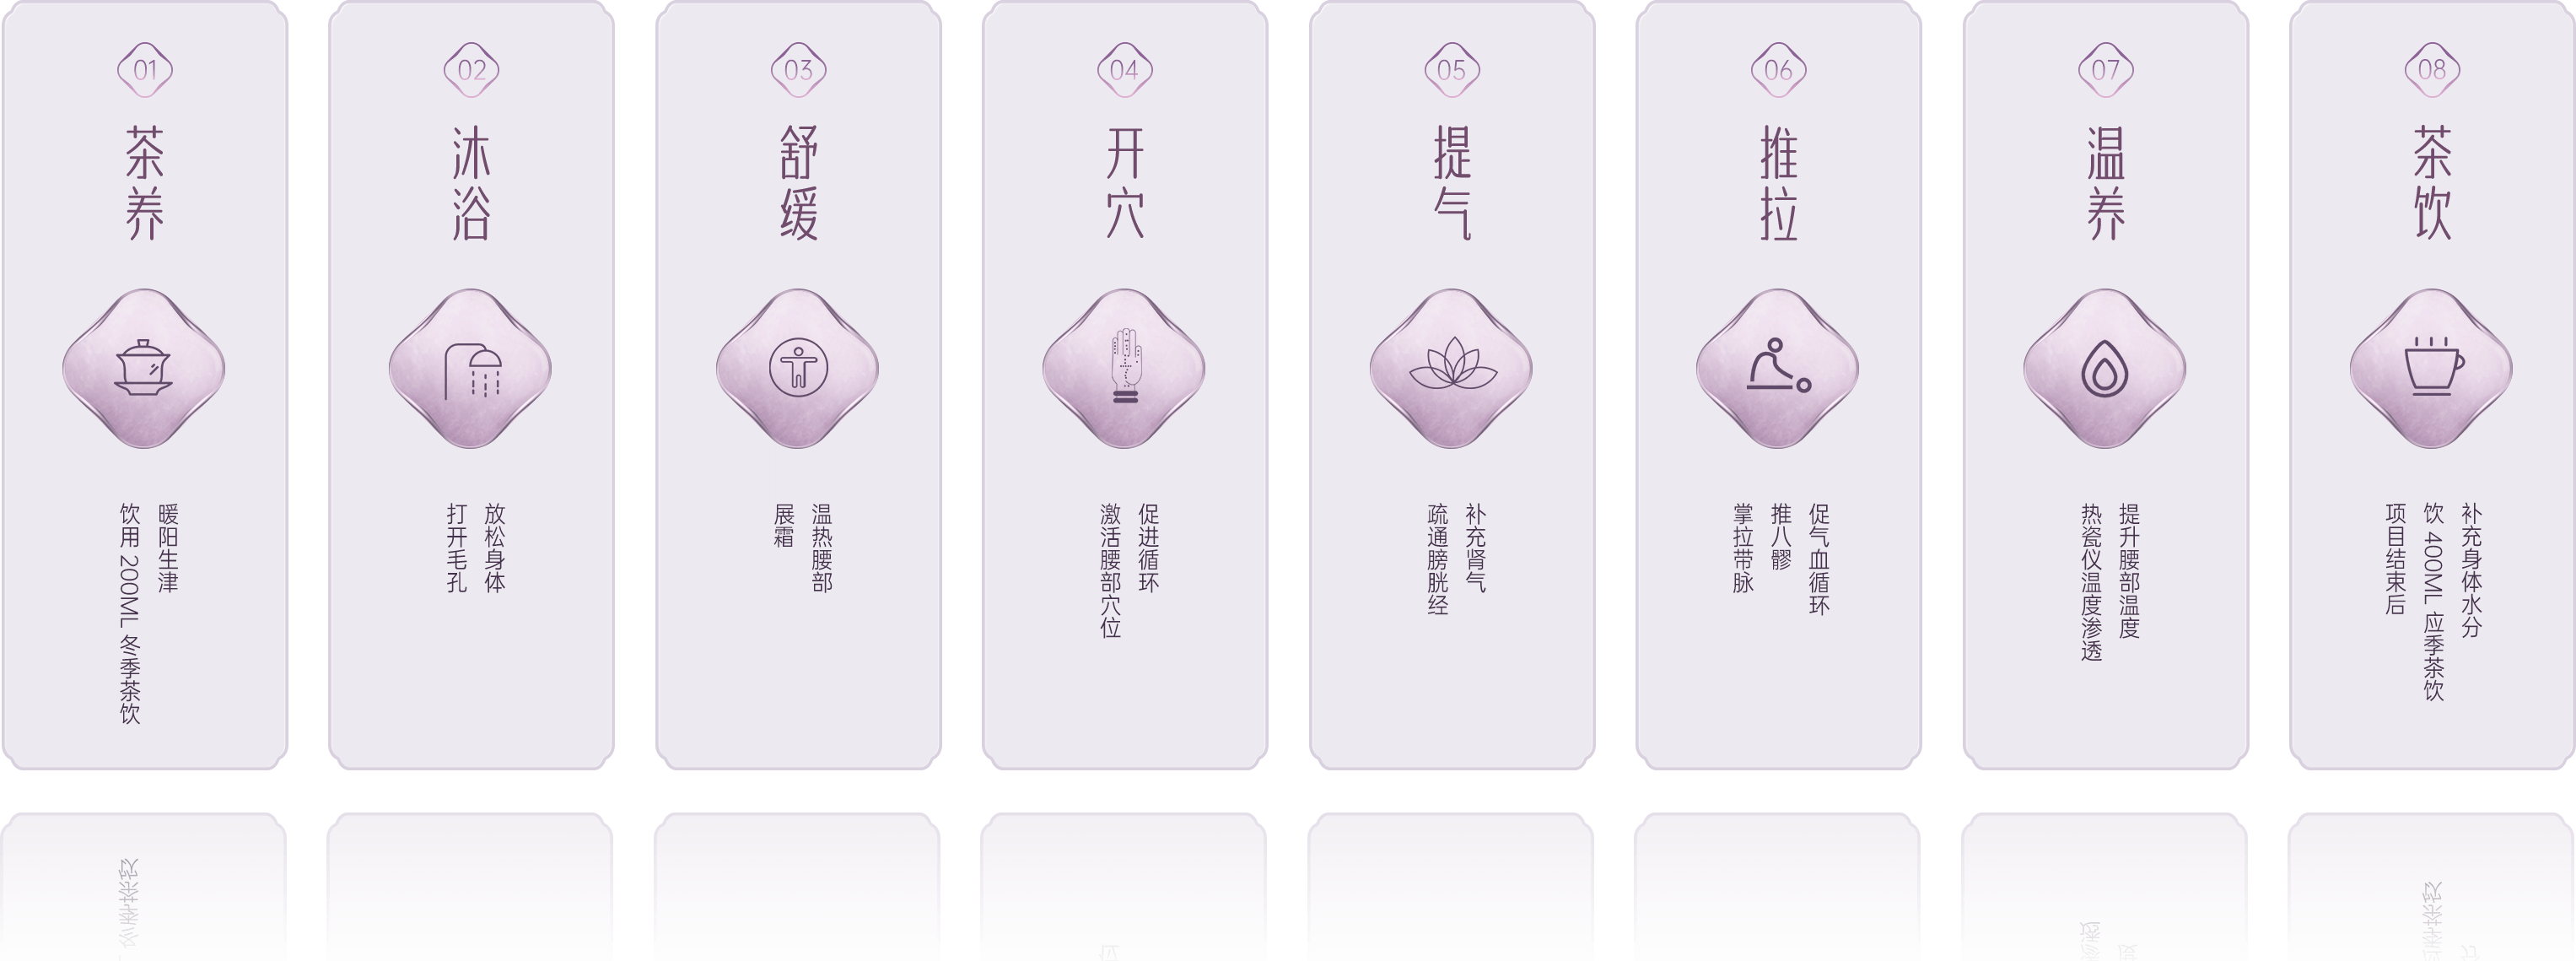 01
茶养
饮用 200ML 冬季茶饮
暖阳生津
02
沐浴
打开毛孔
放松身体
03
舒缓
展霜
温热腰部
04
开穴
激活腰部穴位
促进循环
05
提气
疏通膀胱经
补充肾气
06
推拉
掌拉带脉
推八髎
促气血循环
07
温养
热瓷仪温度渗透
提升腰部温度
08
茶饮
项目结束后
饮 400ML 应季茶饮
补充身体水分